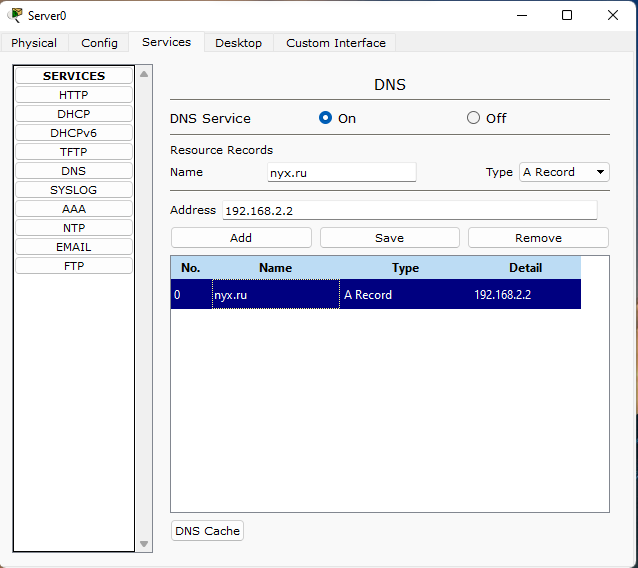 Server0
Physical Config Services Desktop Custom Interface
SERVICES
HTTP
DHCP
DHCPv6
TFTP
DNS
SYSLOG
AAA
NTP
EMAIL
FTP
DNS
DNS Service On Off
Resource Records
Name nyx.ru Type A Record
Address 192.168.2.2
Add Save Remove
No. Name Type Detail
0 nyx.ru A Record 192.168.2.2
DNS Cache